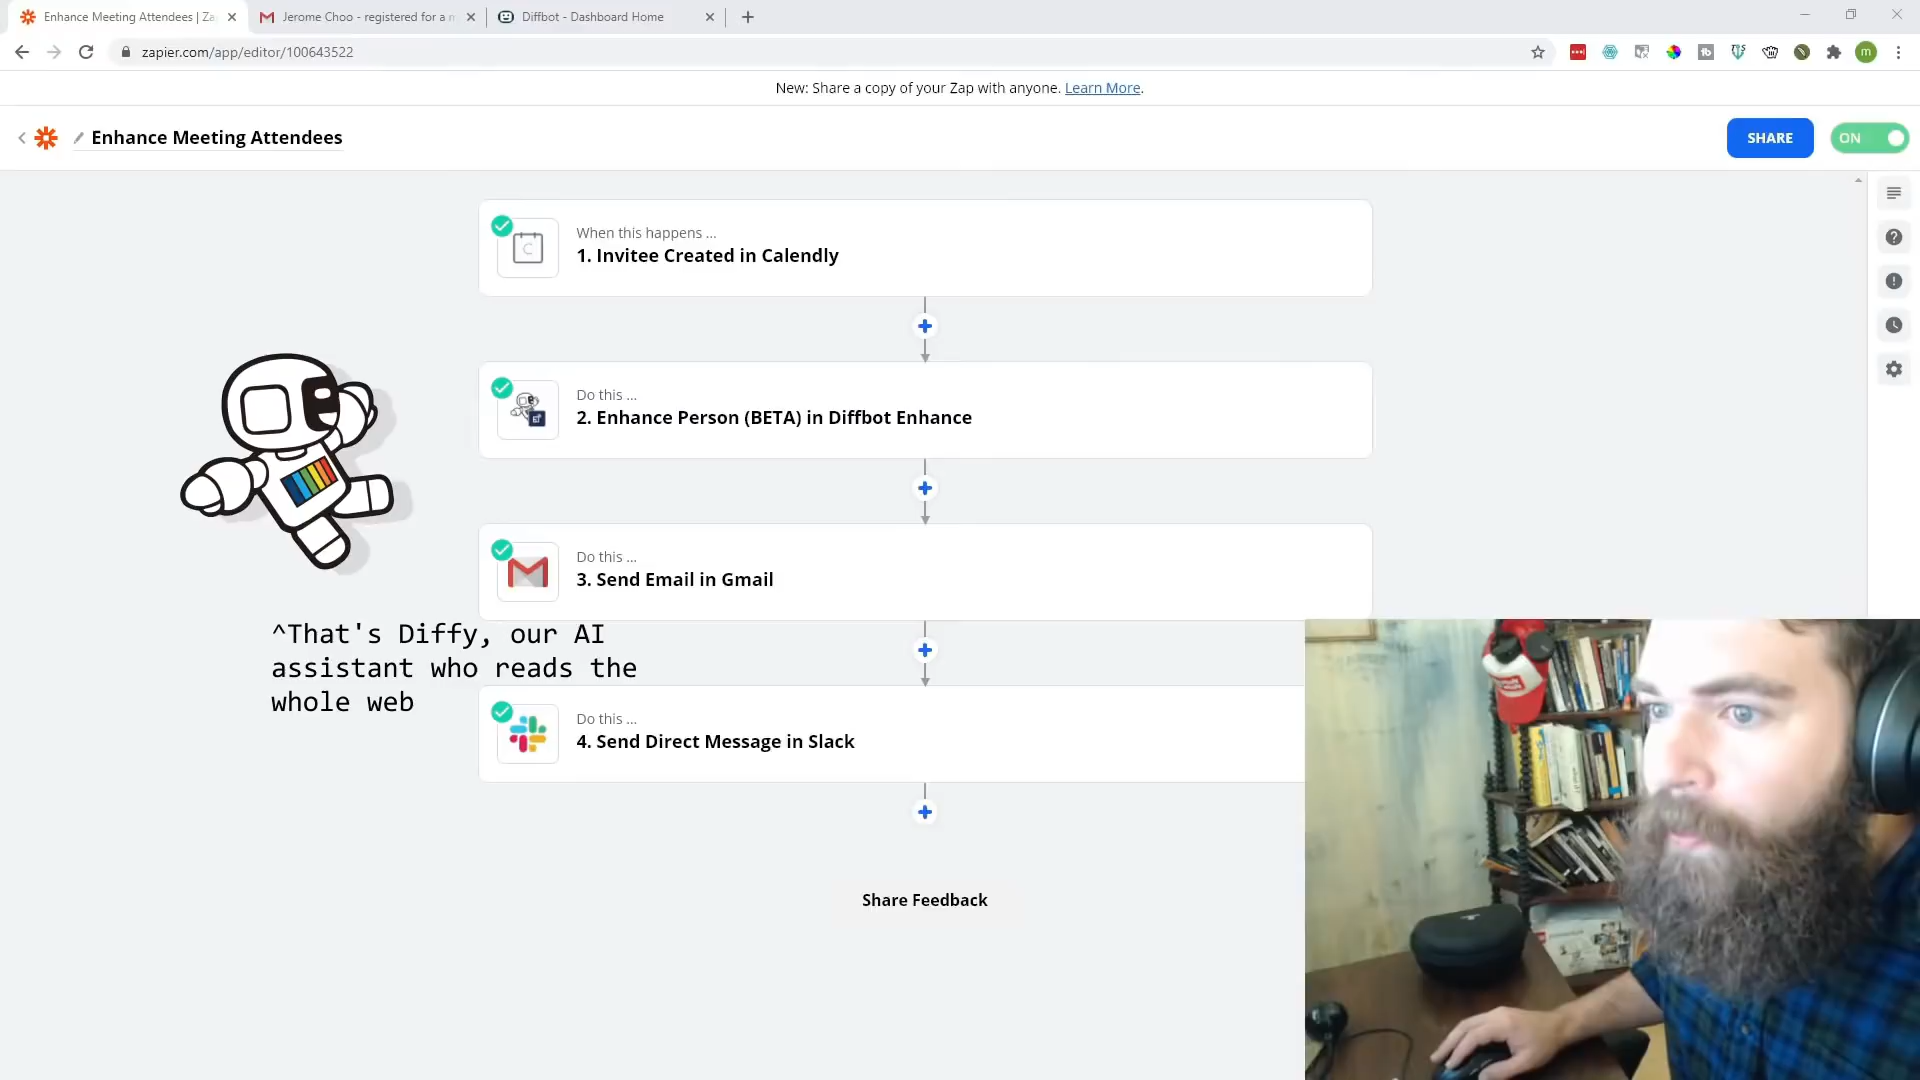 Enhance Meeting Attendees | Za
Jerome Choo - registered for a m
Diffbot - Dashboard Home
zapier.com/app/editor/100643522
New: Share a copy of your Zap with anyone. Learn More.
Enhance Meeting Attendees
SHARE
ON
When this happens ...
1. Invitee Created in Calendly
Do this ...
2. Enhance Person (BETA) in Diffbot Enhance
Do this ...
3. Send Email in Gmail
^That's Diffy, our AI
assistant who reads the
whole web
Do this ...
4. Send Direct Message in Slack
Share Feedback